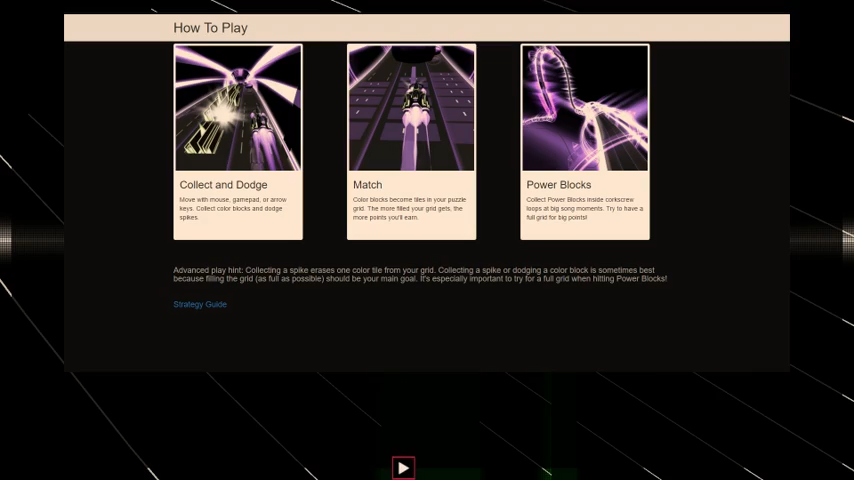 How To Play
Collect and Dodge
Move with mouse, gamepad, or arrow
keys. Collect color blocks and dodge
spikes.
Match
Color blocks become tiles in your puzzle
grid. The more filled your grid gets, the
more points you'll earn.
Power Blocks
Collect Power Blocks inside corkscrew
loops at big song moments. Try to have a
full grid for big points!
Advanced play hint: Collecting a spike erases one color tile from your grid. Collecting a spike or dodging a color block is sometimes best
because filling the grid (as full as possible) should be your main goal. It's especially important to try for a full grid when hitting Power Blocks!
Strategy Guide